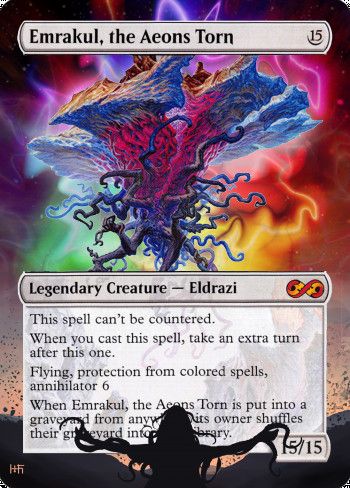 Emrakul, the Aeons Torn 15
Legendary Creature — Eldrazi
This spell can't be countered.
When you cast this spell, take an extra turn
after this one.
Flying, protection from colored spells,
annihilator 6
When Emrakul, the Aeons Torn is put into a
graveyard from its owner shuffles
their graveyard into library.
15/15